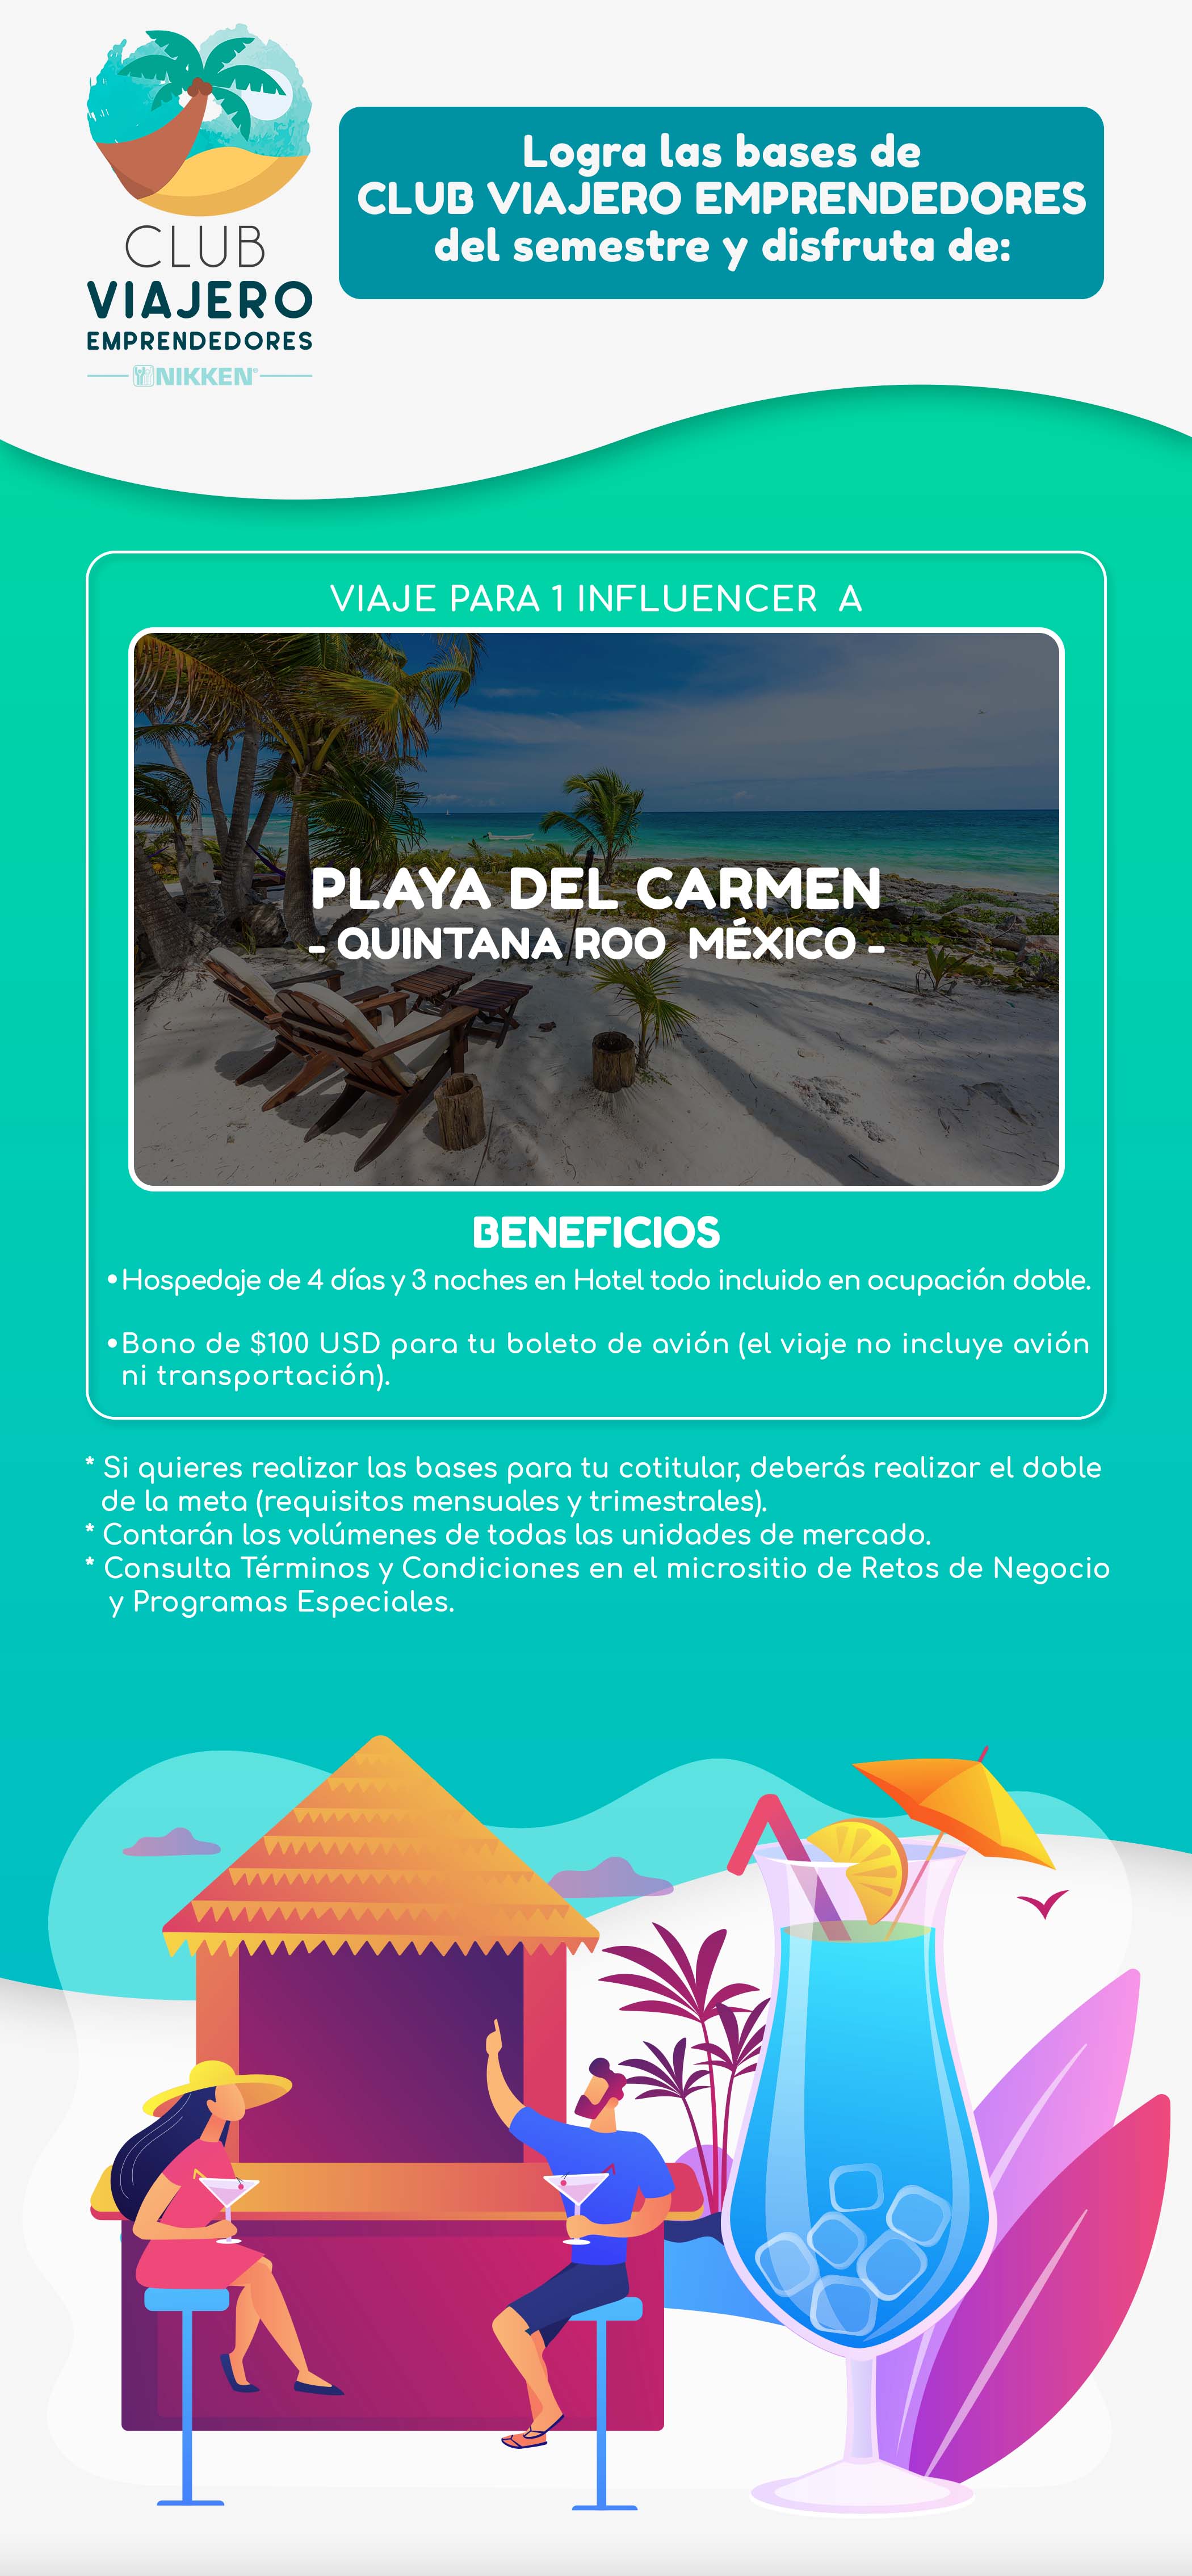 CLUB
VIAJERO
EMPRENDEDORES
NIKKEN®
Logra las bases de
CLUB VIAJERO EMPRENDEDORES
del semestre y disfruta de:
VIAJE PARA 1 INFLUENCER A
PLAYA DEL CARMEN
- QUINTANA ROO MÉXICO -
BENEFICIOS
•Hospedaje de 4 días y 3 noches en Hotel todo incluido en ocupación doble.
•Bono de $100 USD para tu boleto de avión (el viaje no incluye avión
ni transportación).
* Si quieres realizar las bases para tu cotitular, deberás realizar el doble
de la meta (requisitos mensuales y trimestrales).
* Contarán los volúmenes de todas las unidades de mercado.
* Consulta Términos y Condiciones en el micrositio de Retos de Negocio
y Programas Especiales.